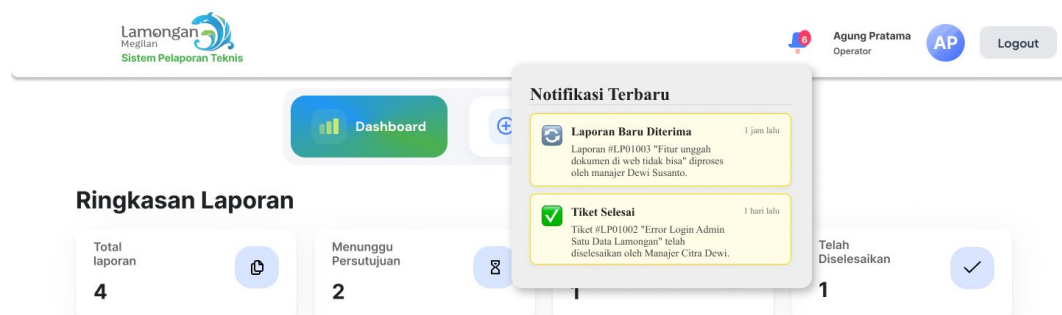 Lamongan
Megilan
Sistem Pelaporan Teknis
6
Agung Pratama
Operator
AP
Logout
Dashboard
Notifikasi Terbaru
Laporan Baru Diterima
1 jam lalu
Laporan #LP01003 "Fitur unggah
dokumen di web tidak bisa" diproses
oleh manajer Dewi Susanto.
Tiket Selesai
1 hari lalu
Tiket #LP01002 "Error Login Admin
Satu Data Lamongan" telah
diselesaikan oleh Manajer Citra Dewi.
Ringkasan Laporan
Total
laporan
4
Menunggu
Persutujuan
2
1
Telah
Diselesaikan
1